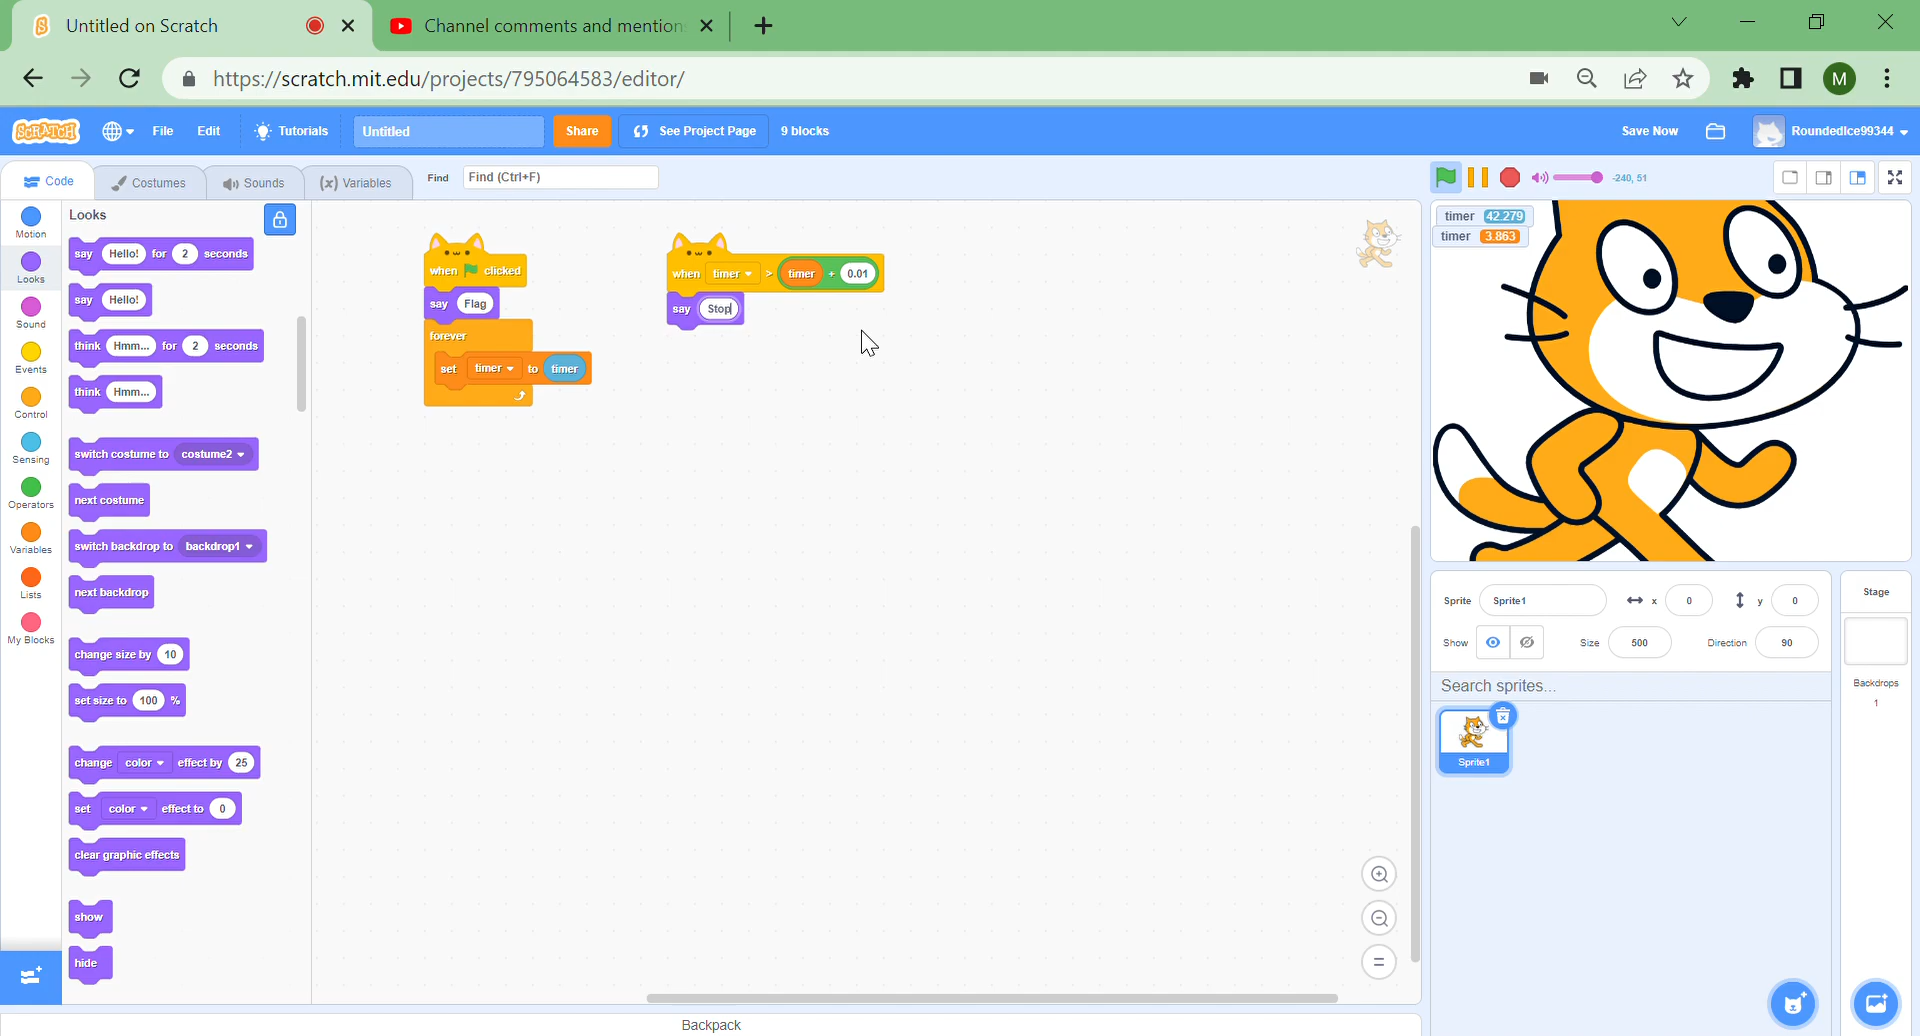 Untitled on Scratch
Channel comments and mention
https://scratch.mit.edu/projects/795064583/editor/
M
SCRATCH
File
Edit
Tutorials
Untitled
Share
See Project Page
9 blocks
Save Now
RoundedIce99344
Code
Costumes
Sounds
(x) Variables
Find
Find (Ctrl+F)
-240, 51
Motion
Looks
Sound
Events
Control
Sensing
Operators
Variables
Lists
My Blocks
Looks
say Hello! for 2 seconds
say Hello!
think Hmm... for 2 seconds
think Hmm...
switch costume to costume2
next costume
switch backdrop to backdrop1
next backdrop
change size by 10
set size to 100 %
change color effect by 25
set color effect to 0
clear graphic effects
show
hide
when clicked
say Flag
forever
set timer to timer
when timer > timer + 0.01
say Stop
timer 42.279
timer 3.863
Sprite Sprite1 x 0 y 0
Show Size 500 Direction 90
Search sprites...
Sprite1
Stage
Backdrops
1
Backpack